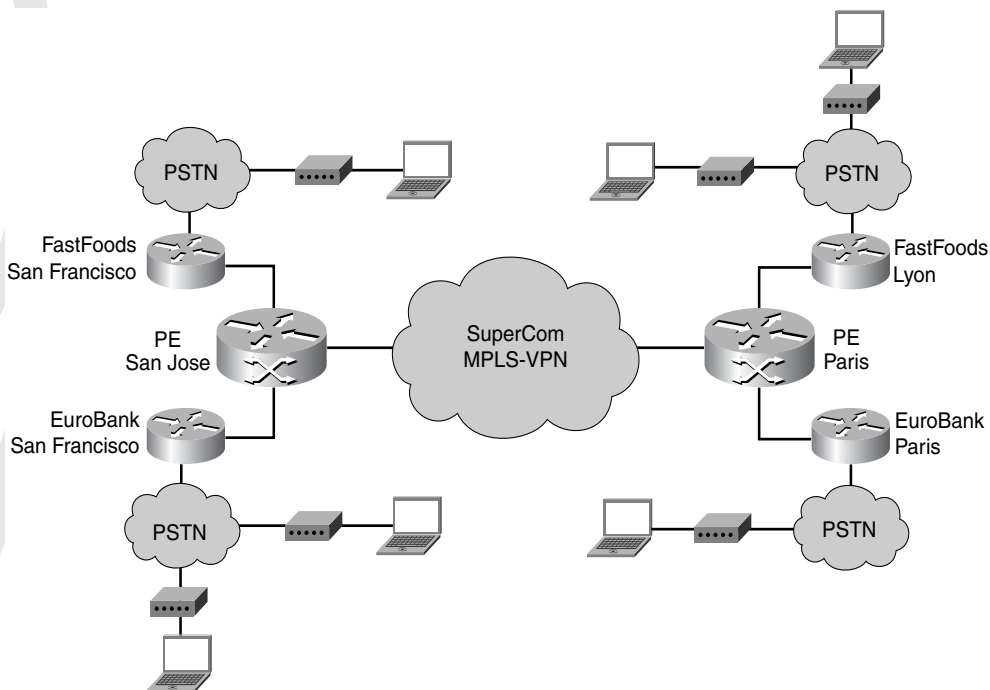 PSTN
PSTN
FastFoods
San Francisco
FastFoods
Lyon
PE
San Jose
SuperCom
MPLS-VPN
PE
Paris
EuroBank
San Francisco
EuroBank
Paris
PSTN
PSTN